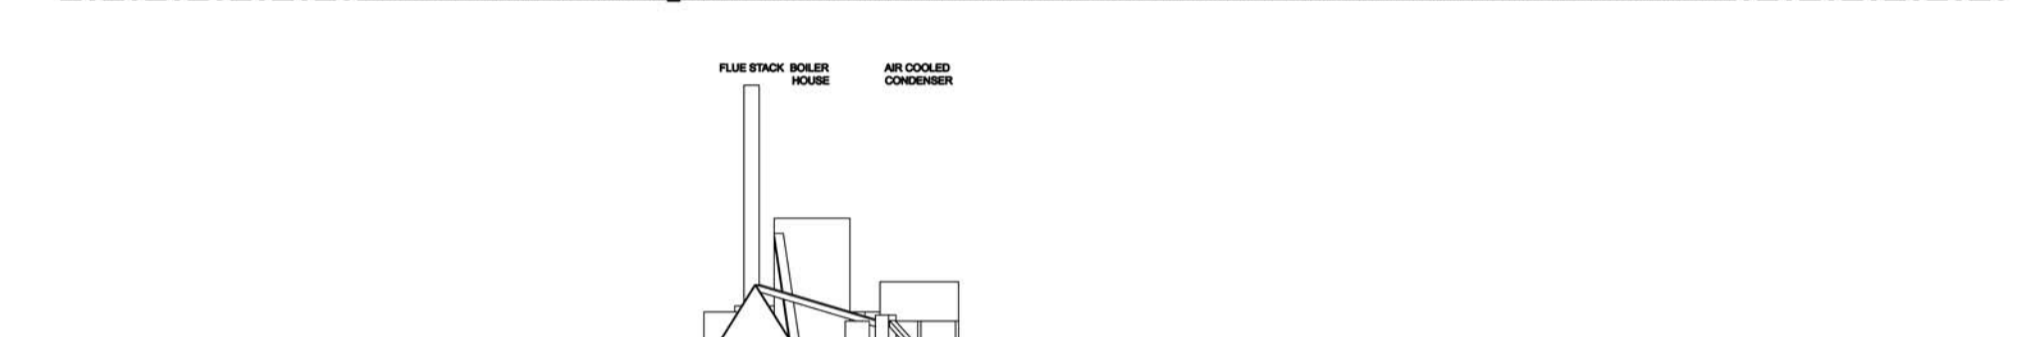 FLUE STACK BOILER HOUSE
AIR COOLED CONDENSER